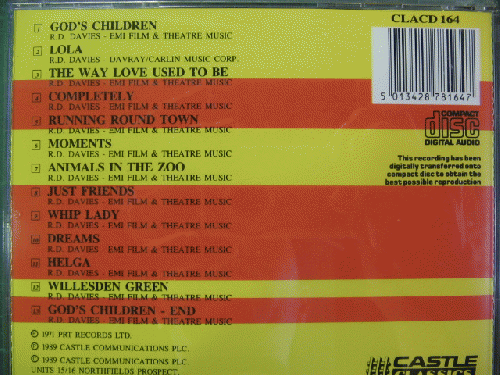 CLACD 164
1 GOD'S CHILDREN
R.D. DAVIES - EMI FILM & THEATRE MUSIC
2 LOLA
R.D. DAVIES - DAVRAY/CARLIN MUSIC CORP.
3 THE WAY LOVE USED TO BE
R.D. DAVIES - EMI FILM & THEATRE MUSIC
4 COMPLETELY
R.D. DAVIES - EMI FILM & THEATRE MUSIC
5 RUNNING ROUND TOWN
R.D. DAVIES - EMI FILM & THEATRE MUSIC
6 MOMENTS
R.D. DAVIES - EMI FILM & THEATRE MUSIC
7 ANIMALS IN THE ZOO
R.D. DAVIES - EMI FILM & THEATRE MUSIC
8 JUST FRIENDS
R.D. DAVIES - EMI FILM & THEATRE MUSIC
9 WHIP LADY
R.D. DAVIES - EMI FILM & THEATRE MUSIC
10 DREAMS
R.D. DAVIES - EMI FILM & THEATRE MUSIC
11 HELGA
R.D. DAVIES - EMI FILM & THEATRE MUSIC
12 WILLESDEN GREEN
R.D. DAVIES - EMI FILM & THEATRE MUSIC
13 GOD'S CHILDREN - END
R.D. DAVIES - EMI FILM & THEATRE MUSIC
℗ 1971 PRT RECORDS LTD.
© 1989 CASTLE COMMUNICATIONS PLC.
© 1989 CASTLE COMMUNICATIONS PLC.
UNITS 15/16 NORTHFIELDS PROSPECT.
5 013428 781647
COMPACT
disc
DIGITAL AUDIO
This recording has been
digitally transferred onto
compact disc to obtain the
best possible reproduction
CASTLE
CLASSICS